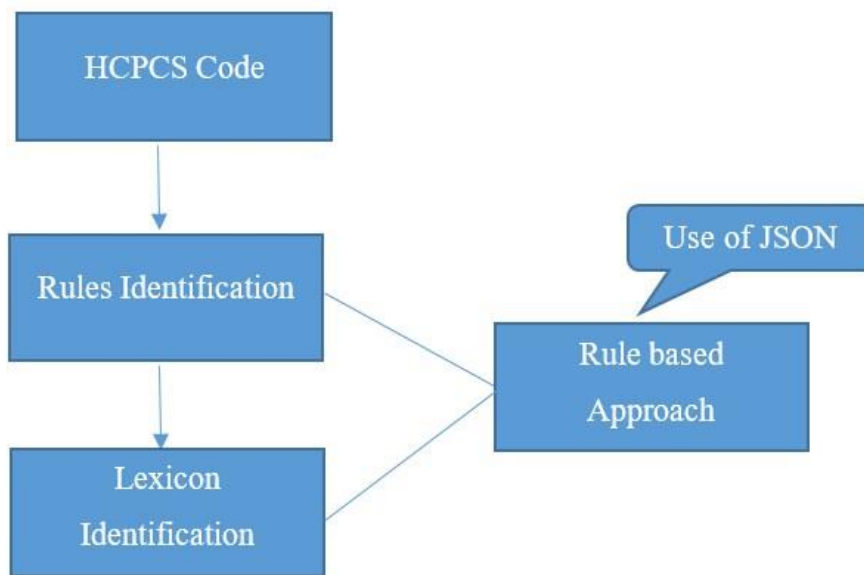 HCPCS Code
Rules Identification
Use of JSON
Rule based
Approach
Lexicon
Identification